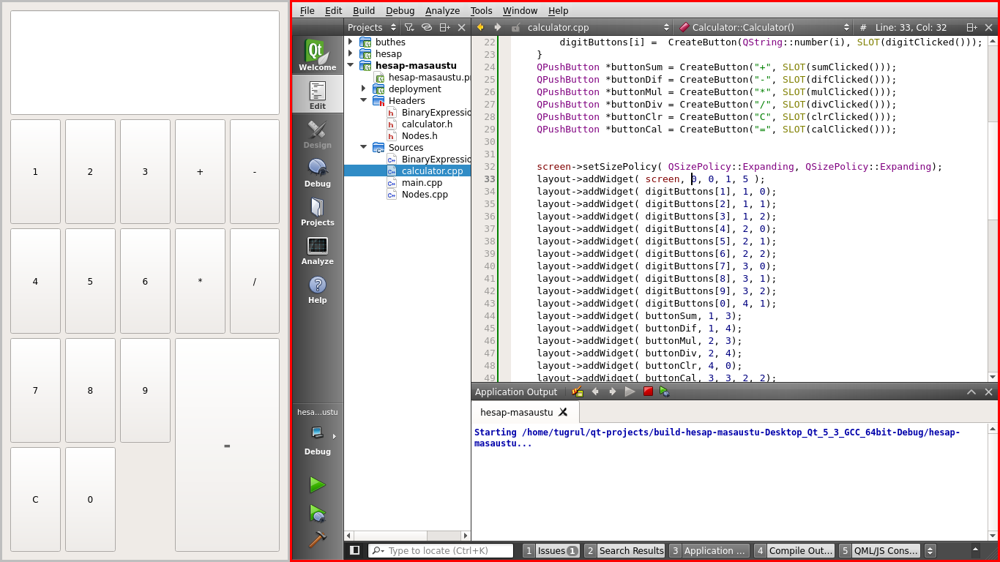 1 2 3 + -
4 5 6 * /
7 8 9 =
C 0
File Edit Build Debug Analyze Tools Window Help
Projects calculator.cpp Calculator::Calculator() # Line: 33, Col: 32
Qt
Welcome
Edit
Design
Debug
Projects
Analyze
Help
hesa...ustu
Debug
buthes
hesap
hesap-masaustu
hesap-masaustu.pr
deployment
Headers
BinaryExpressio
calculator.h
Nodes.h
Sources
BinaryExpressio
calculator.cpp
main.cpp
Nodes.cpp
22 digitButtons[i] =  CreateButton(QString::number(i), SLOT(digitClicked()));
23 }
24 QPushButton *buttonSum = CreateButton("+", SLOT(sumClicked()));
25 QPushButton *buttonDif = CreateButton("-", SLOT(difClicked()));
26 QPushButton *buttonMul = CreateButton("*", SLOT(mulClicked()));
27 QPushButton *buttonDiv = CreateButton("/", SLOT(divClicked()));
28 QPushButton *buttonClr = CreateButton("C", SLOT(clrClicked()));
29 QPushButton *buttonCal = CreateButton("=", SLOT(calClicked()));
30
31
32 screen->setSizePolicy( QSizePolicy::Expanding, QSizePolicy::Expanding);
33 layout->addWidget( screen, 0, 0, 1, 5 );
34 layout->addWidget( digitButtons[1], 1, 0);
35 layout->addWidget( digitButtons[2], 1, 1);
36 layout->addWidget( digitButtons[3], 1, 2);
37 layout->addWidget( digitButtons[4], 2, 0);
38 layout->addWidget( digitButtons[5], 2, 1);
39 layout->addWidget( digitButtons[6], 2, 2);
40 layout->addWidget( digitButtons[7], 3, 0);
41 layout->addWidget( digitButtons[8], 3, 1);
42 layout->addWidget( digitButtons[9], 3, 2);
43 layout->addWidget( digitButtons[0], 4, 1);
44 layout->addWidget( buttonSum, 1, 3);
45 layout->addWidget( buttonDif, 1, 4);
46 layout->addWidget( buttonMul, 2, 3);
47 layout->addWidget( buttonDiv, 2, 4);
48 layout->addWidget( buttonClr, 4, 0);
49 layout->addWidget( buttonCal, 3, 3, 2, 2);
Application Output
hesap-masaustu
Starting /home/tugrul/qt-projects/build-hesap-masaustu-Desktop_Qt_5_3_GCC_64bit-Debug/hesap-
masaustu...
Type to locate (Ctrl+K) 1 Issues 1 2 Search Results 3 Application ... 4 Compile Out... 5 QML/JS Cons...